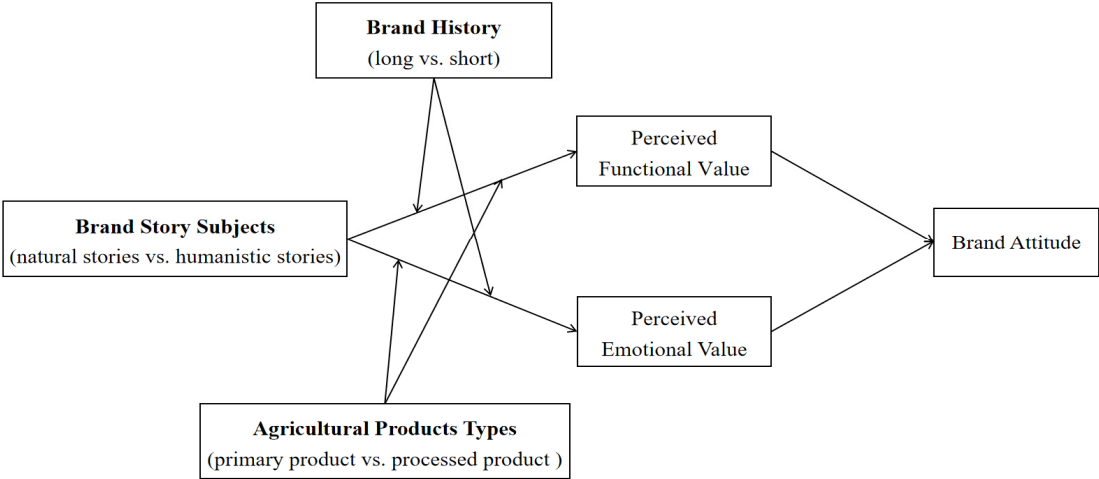 Brand History
(long vs. short)
Perceived
Functional Value
Brand Story Subjects
(natural stories vs. humanistic stories)
Brand Attitude
Perceived
Emotional Value
Agricultural Products Types
(primary product vs. processed product )